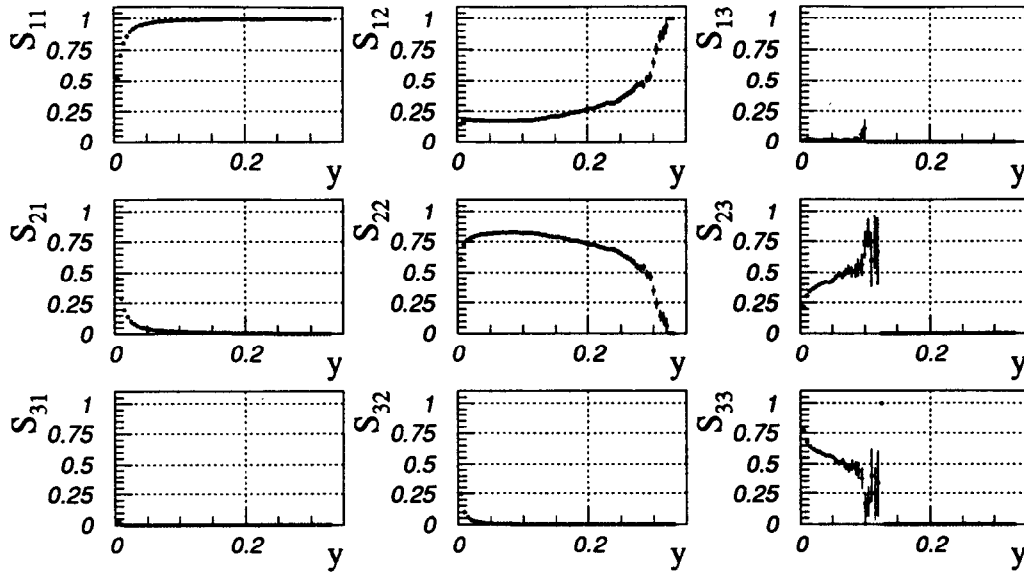 S11 1 0.75 0.5 0.25 0 0 0.2 y
S12 1 0.75 0.5 0.25 0 0 0.2 y
S13 1 0.75 0.5 0.25 0 0 0.2 y
S21 1 0.75 0.5 0.25 0 0 0.2 y
S22 1 0.75 0.5 0.25 0 0 0.2 y
S23 1 0.75 0.5 0.25 0 0 0.2 y
S31 1 0.75 0.5 0.25 0 0 0.2 y
S32 1 0.75 0.5 0.25 0 0 0.2 y
S33 1 0.75 0.5 0.25 0 0 0.2 y